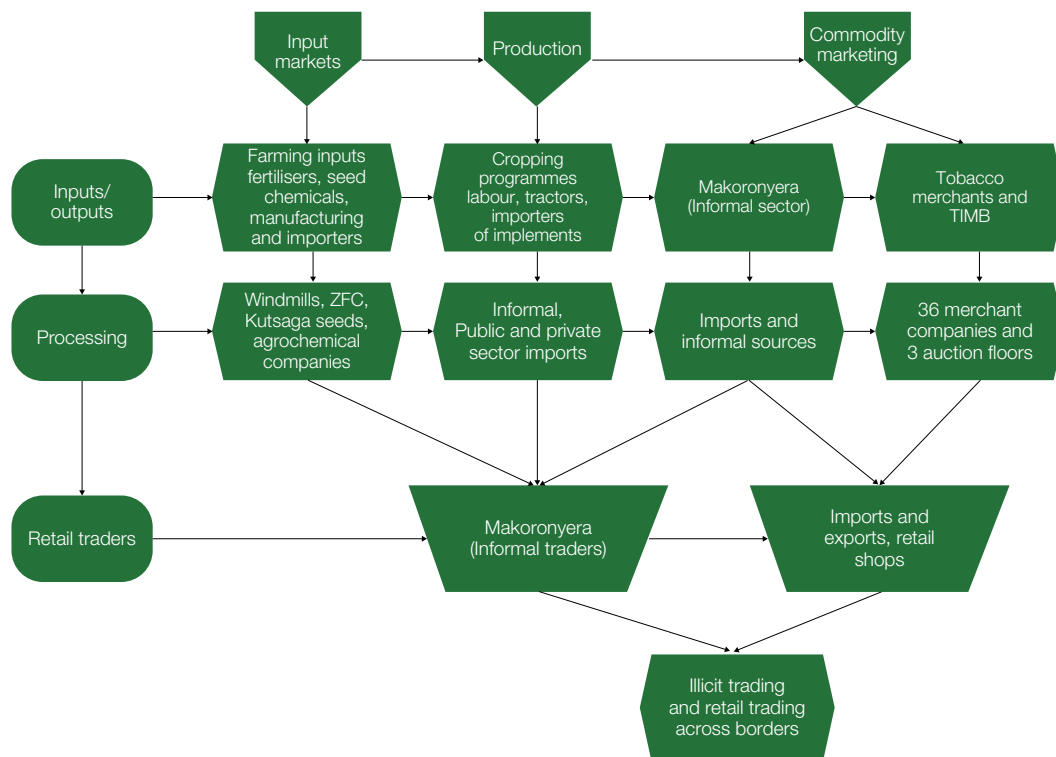 Input
markets
Production
Commodity
marketing
Inputs/
outputs
Farming inputs
fertilisers, seed
chemicals,
manufacturing
and importers
Cropping
programmes
labour, tractors,
importers
of implements
Makoronyera
(Informal sector)
Tobacco
merchants and
TIMB
Processing
Windmills, ZFC,
Kutsaga seeds,
agrochemical
companies
Informal,
Public and private
sector imports
Imports and
informal sources
36 merchant
companies and
3 auction floors
Retail traders
Makoronyera
(Informal traders)
Imports and
exports, retail
shops
Illicit trading
and retail trading
across borders